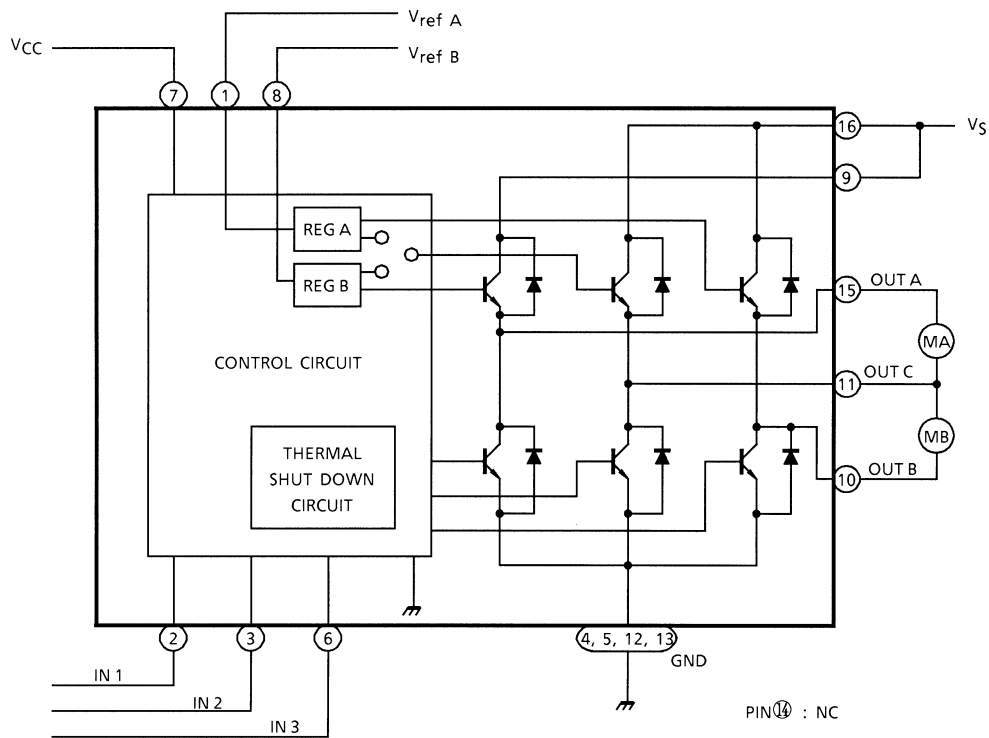 Vref A
VCC
Vref B
7
1
8
16
VS
9
REG A
REG B
15
OUT A
MA
CONTROL CIRCUIT
11
OUT C
THERMAL
SHUT DOWN
CIRCUIT
MB
10
OUT B
2
3
6
4, 5, 12, 13
GND
IN 1
IN 2
IN 3
PIN⑭ : NC